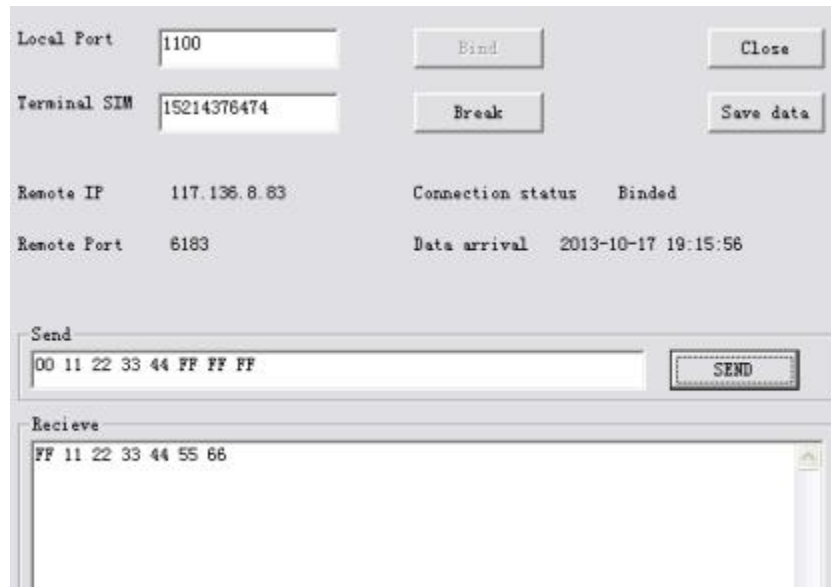 Local Port 1100 Bind Close
Terminal SIM 15214376474 Break Save data
Remote IP 117.136.8.83 Connection status Binded
Remote Port 6183 Data arrival 2013-10-17 19:15:56
Send
00 11 22 33 44 FF FF FF SEND
Recieve
FF 11 22 33 44 55 66